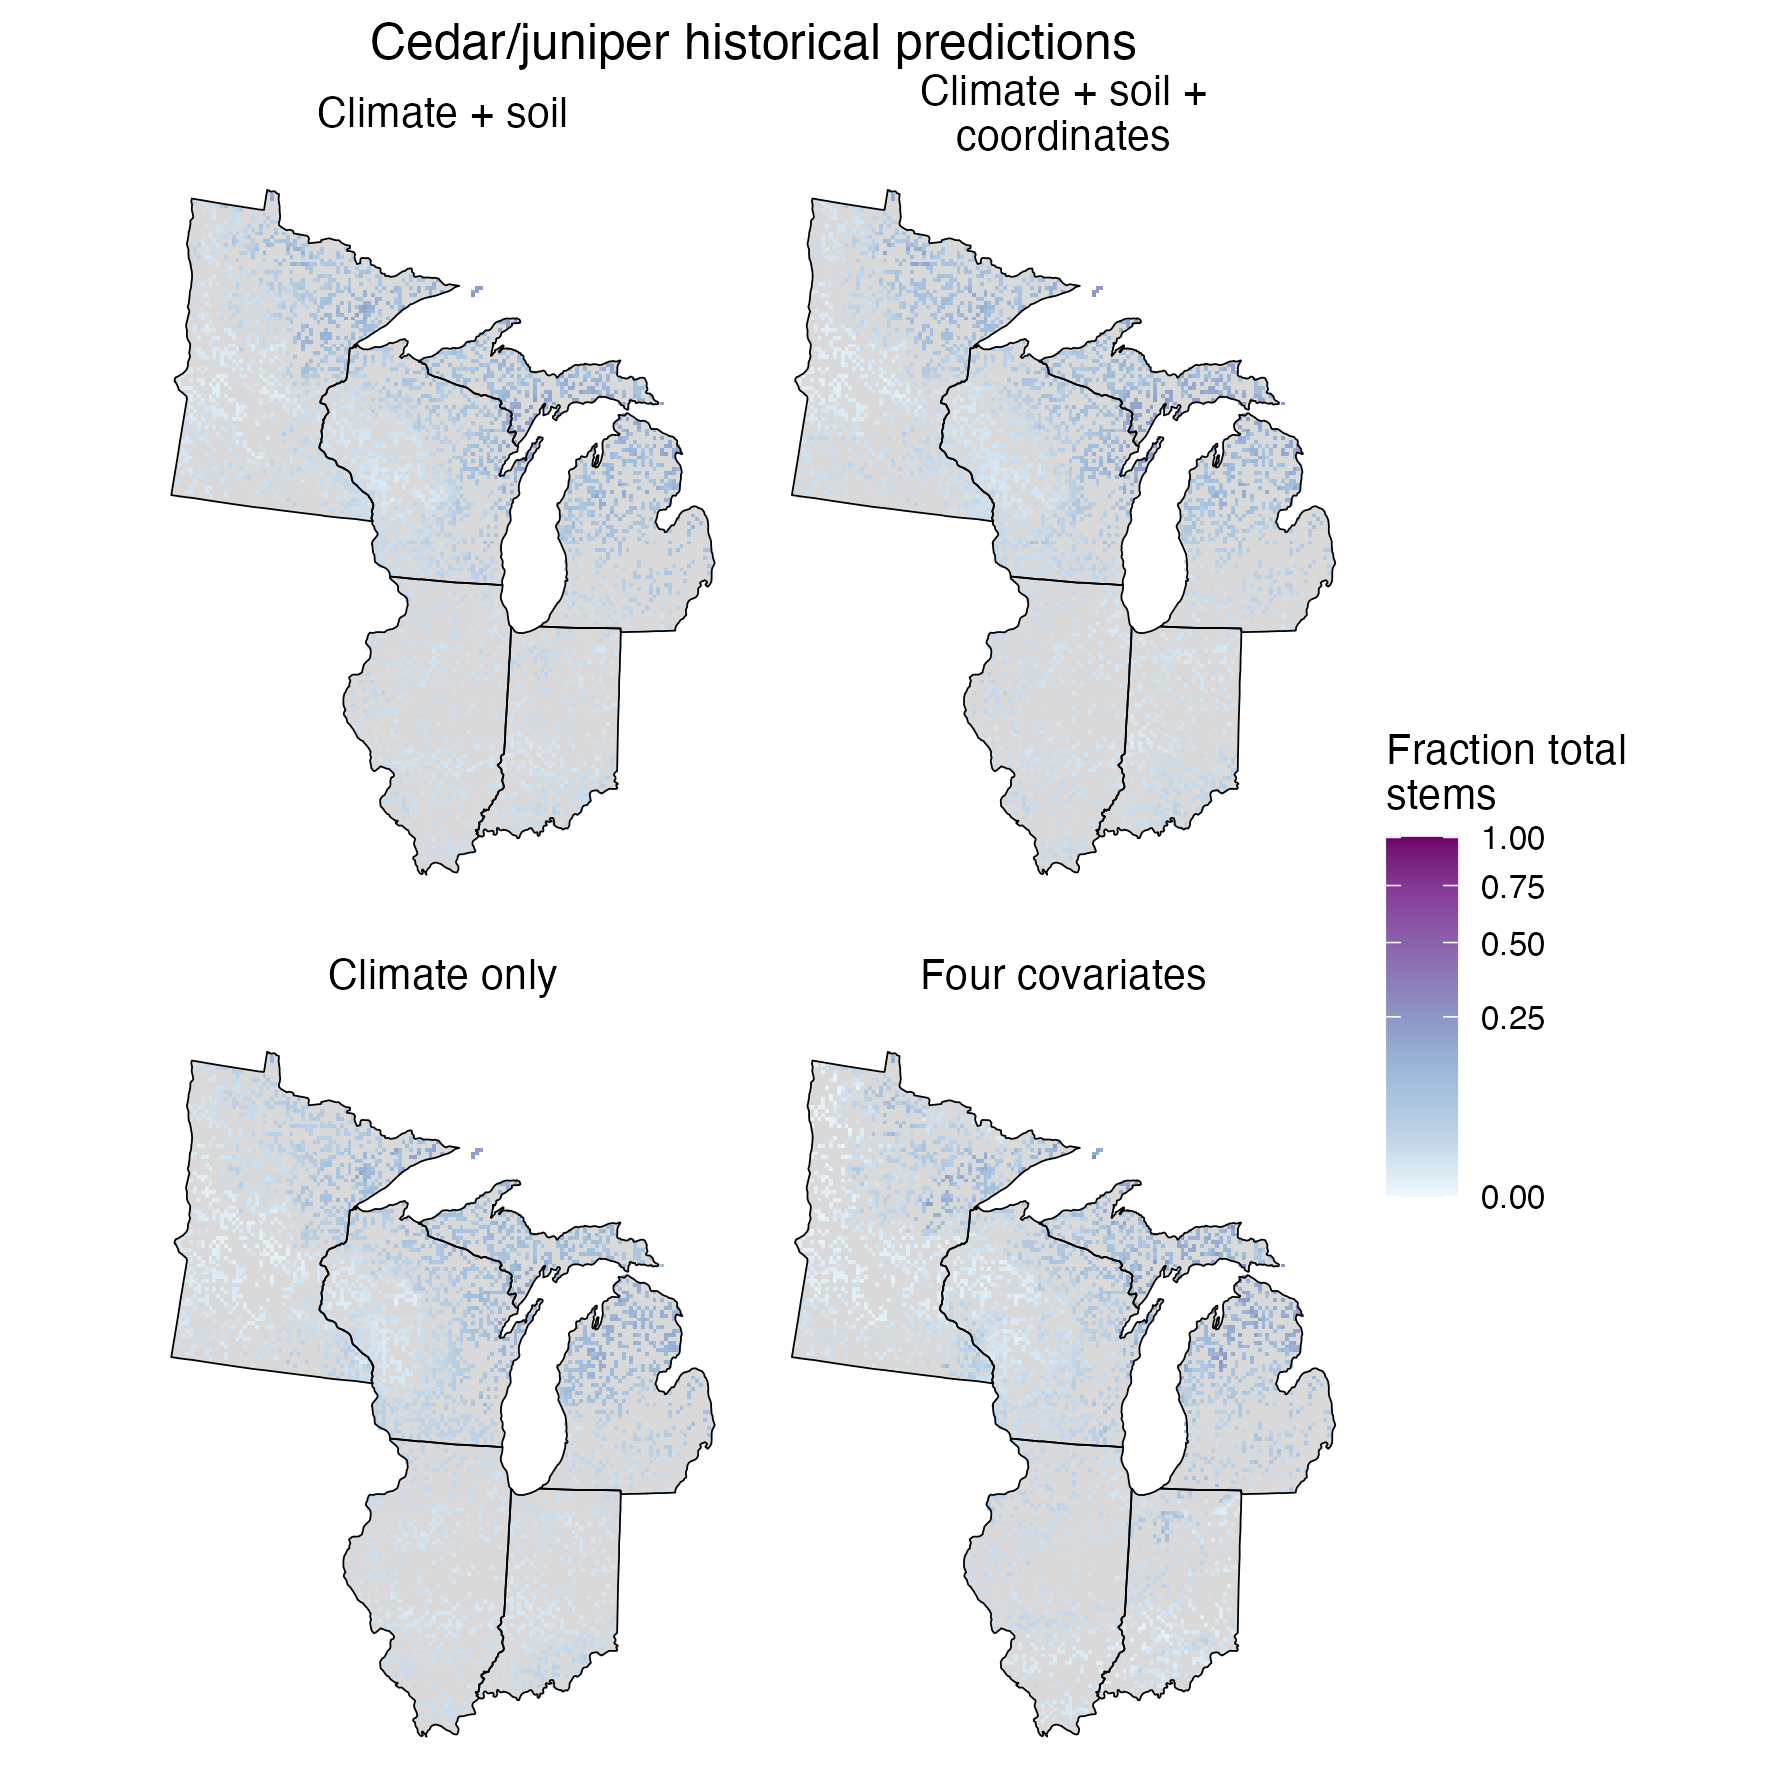 Cedar/juniper historical predictions
Climate + soil
Climate + soil +
coordinates
Climate only
Four covariates
Fraction total
stems
1.00
0.75
0.50
0.25
0.00